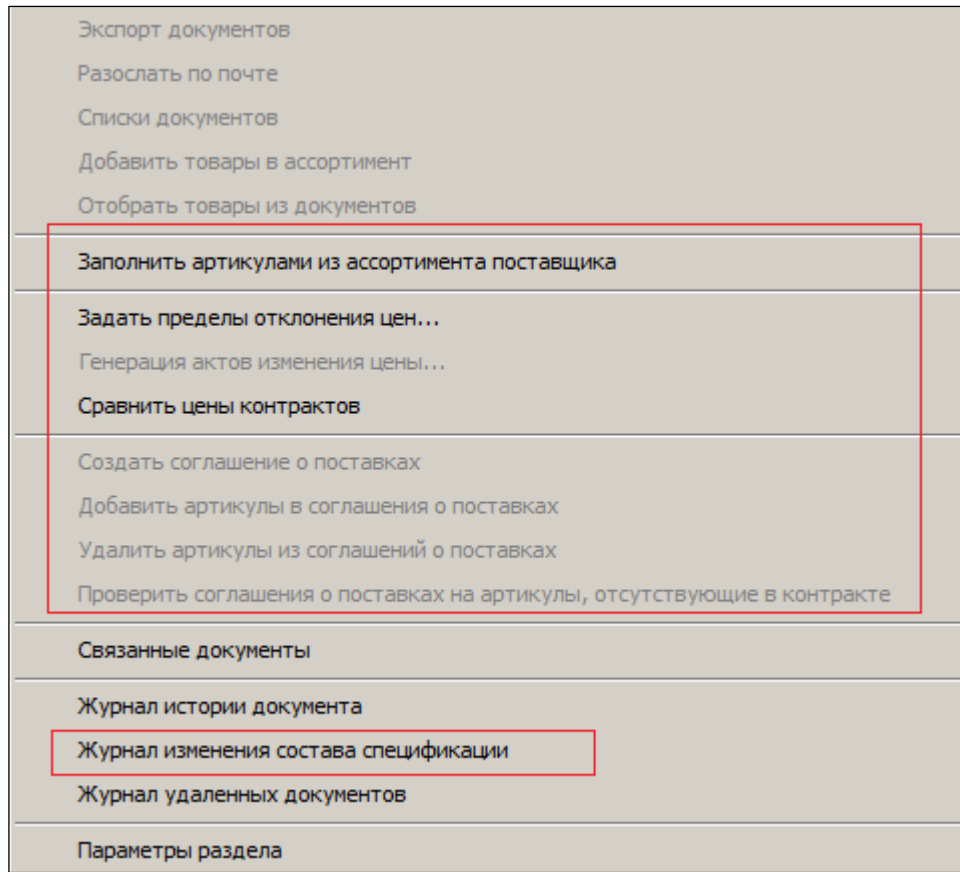 Экспорт документов
Разослать по почте
Списки документов
Добавить товары в ассортимент
Отобрать товары из документов
Заполнить артикулами из ассортимента поставщика
Задать пределы отклонения цен...
Генерация актов изменения цены...
Сравнить цены контрактов
Создать соглашение о поставках
Добавить артикулы в соглашения о поставках
Удалить артикулы из соглашений о поставках
Проверить соглашения о поставках на артикулы, отсутствующие в контракте
Связанные документы
Журнал истории документа
Журнал изменения состава спецификации
Журнал удаленных документов
Параметры раздела